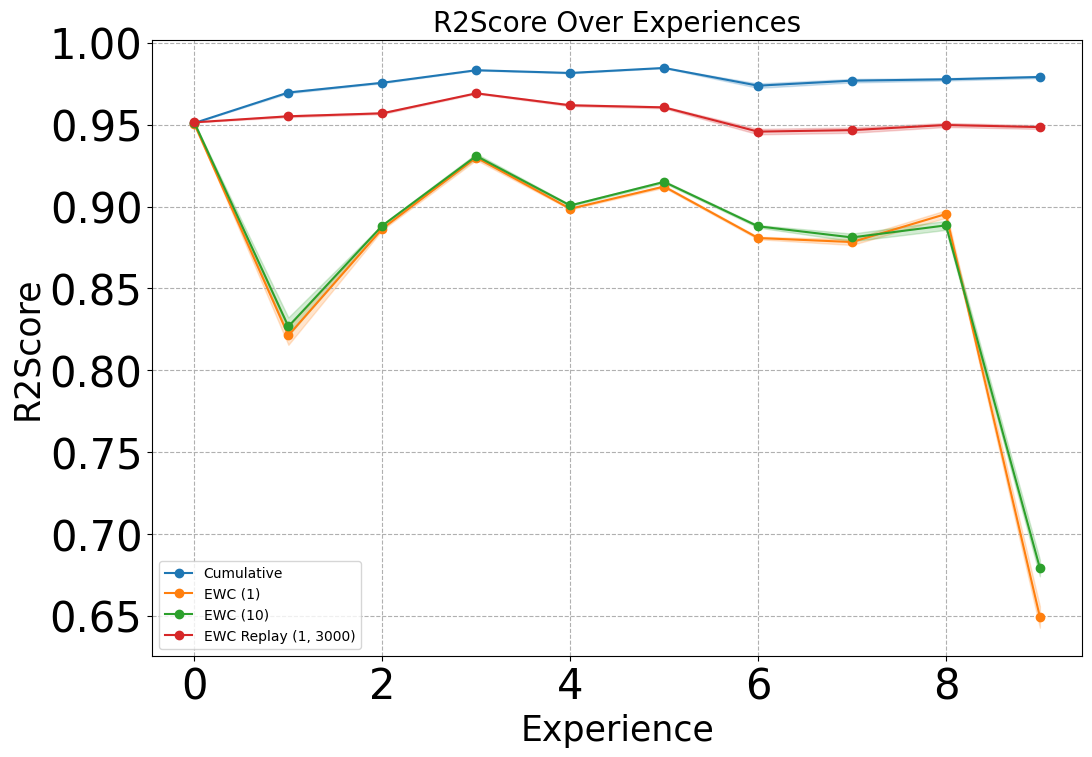 R2Score Over Experiences
R2Score
1.00
0.95
0.90
0.85
0.80
0.75
0.70
0.65
Cumulative
EWC (1)
EWC (10)
EWC Replay (1, 3000)
0 2 4 6 8
Experience